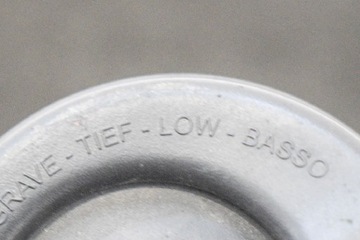 GRAVE - TIEF - LOW - BASSO